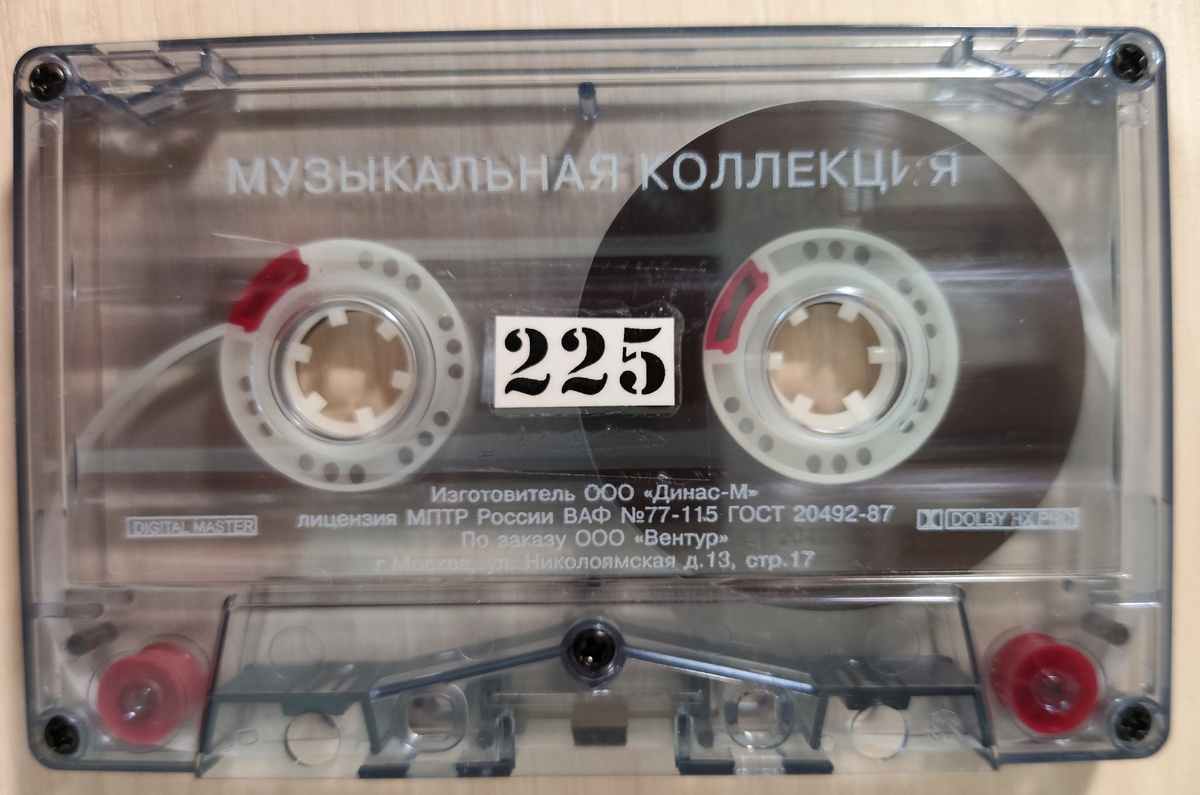 МУЗЫКАЛЬНАЯ КОЛЛЕКЦИЯ
225
Изготовитель ООО «Динас-М»
DIGITAL MASTER
лицензия МПТР России ВАФ №77-115 ГОСТ 20492-87
DOLBY HX PRO
По заказу ООО «Вентур»
г.Москва, ул. Николоямская д.13, стр.17